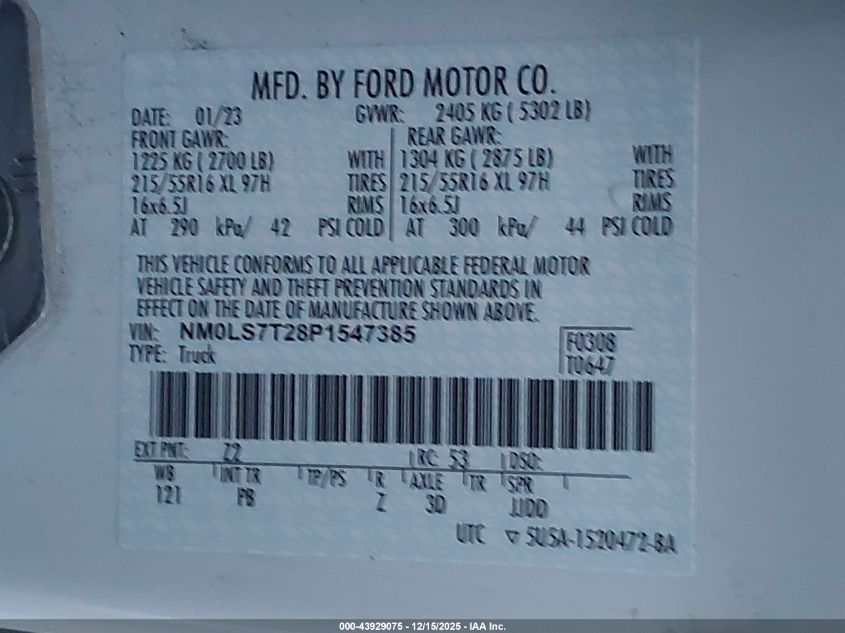 MFD. BY FORD MOTOR CO.
DATE: 01/23 GVWR: 2405 KG ( 5302 LB)
FRONT GAWR: REAR GAWR:
1225 KG ( 2700 LB) WITH 1304 KG ( 2875 LB) WITH
215/55R16 XL 97H TIRES 215/55R16 XL 97H TIRES
16x6.5J RIMS 16x6.5J RIMS
AT 290 kPa/ 42 PSI COLD AT 300 kPa/ 44 PSI COLD
THIS VEHICLE CONFORMS TO ALL APPLICABLE FEDERAL MOTOR
VEHICLE SAFETY AND THEFT PREVENTION STANDARDS IN
EFFECT ON THE DATE OF MANUFACTURE SHOWN ABOVE.
VIN: NM0LS7T28P1547385
TYPE: Truck
F0308
T0647
EXT PNT: Z2 RC: 53 DSO:
WB INT TR TP/PS R AXLE TR SPR
121 PB Z 3D JJDD
UTC ▽ 5U5A-1520472-BA
000-43929075 - 12/15/2025 - IAA Inc.